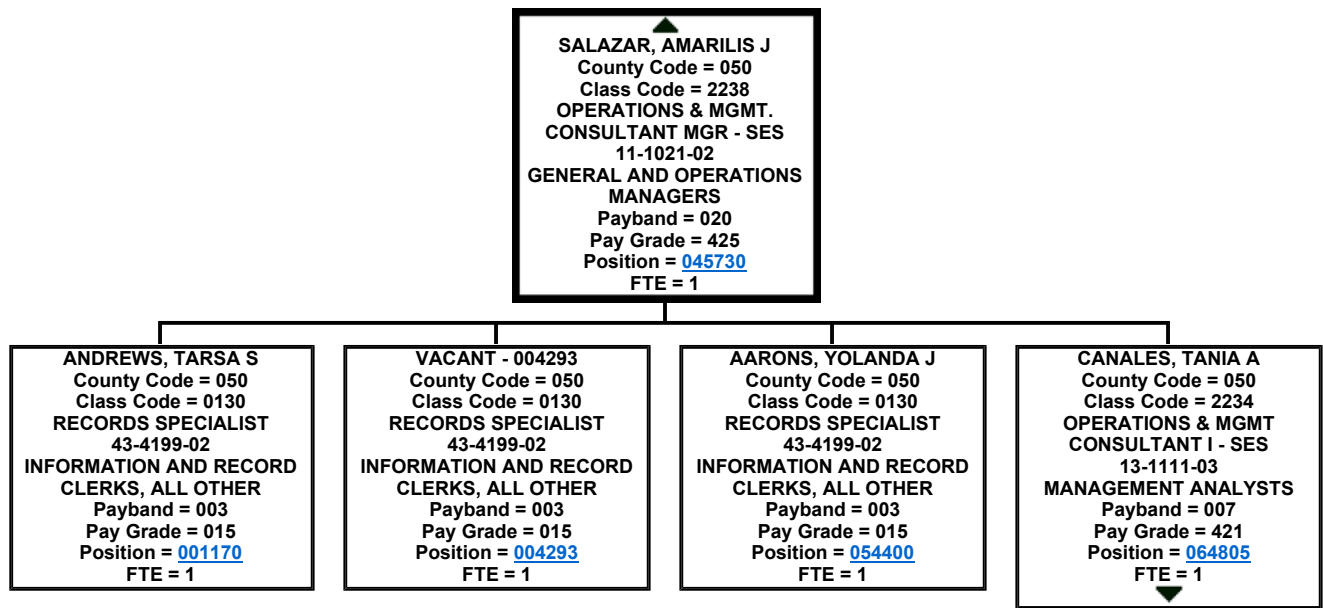 SALAZAR, AMARILIS J
County Code = 050
Class Code = 2238
OPERATIONS & MGMT.
CONSULTANT MGR - SES
11-1021-02
GENERAL AND OPERATIONS
MANAGERS
Payband = 020
Pay Grade = 425
Position = 045730
FTE = 1
ANDREWS, TARSA S
County Code = 050
Class Code = 0130
RECORDS SPECIALIST
43-4199-02
INFORMATION AND RECORD
CLERKS, ALL OTHER
Payband = 003
Pay Grade = 015
Position = 001170
FTE = 1
VACANT - 004293
County Code = 050
Class Code = 0130
RECORDS SPECIALIST
43-4199-02
INFORMATION AND RECORD
CLERKS, ALL OTHER
Payband = 003
Pay Grade = 015
Position = 004293
FTE = 1
AARONS, YOLANDA J
County Code = 050
Class Code = 0130
RECORDS SPECIALIST
43-4199-02
INFORMATION AND RECORD
CLERKS, ALL OTHER
Payband = 003
Pay Grade = 015
Position = 054400
FTE = 1
CANALES, TANIA A
County Code = 050
Class Code = 2234
OPERATIONS & MGMT
CONSULTANT I - SES
13-1111-03
MANAGEMENT ANALYSTS
Payband = 007
Pay Grade = 421
Position = 064805
FTE = 1